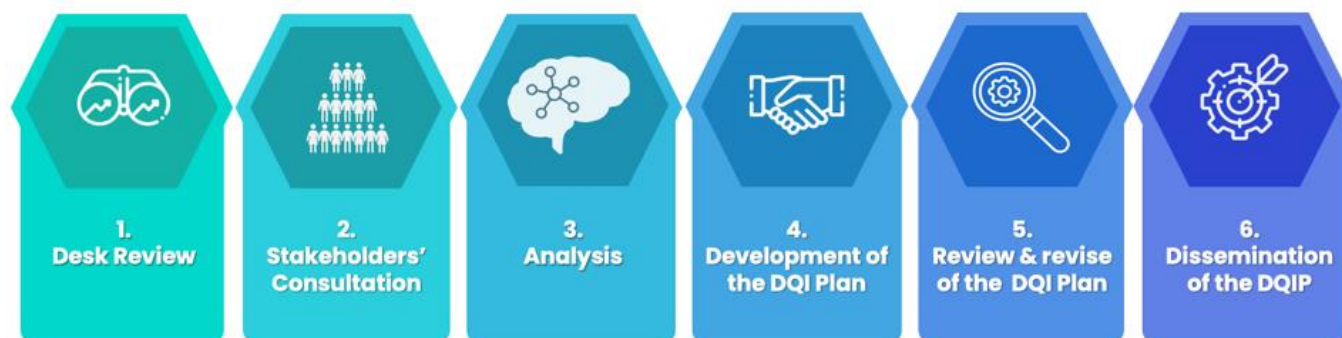 1.
Desk Review
2.
Stakeholders’
Consultation
3.
Analysis
4.
Development of
the DQI Plan
5.
Review & revise
of the DQI Plan
6.
Dissemination
of the DQIP